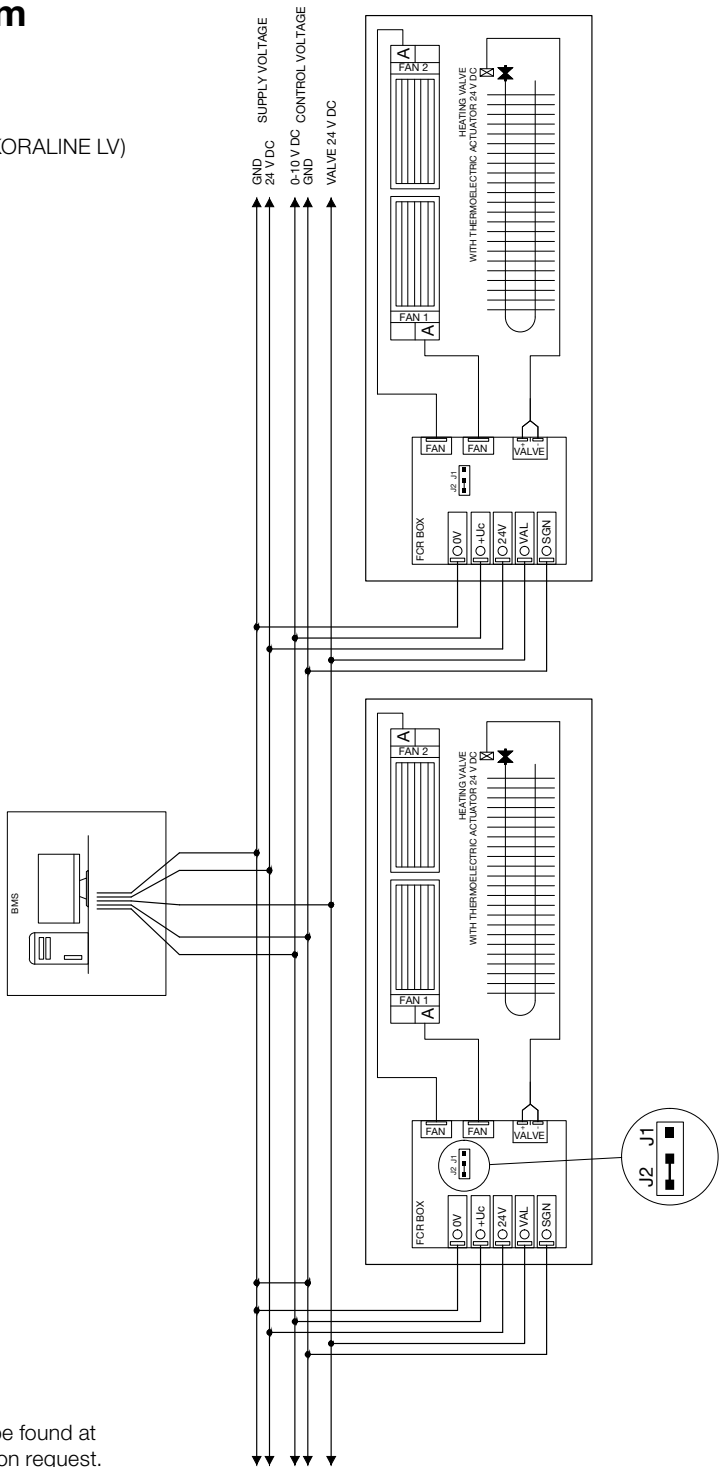 m
KORALINE LV)
GND
24 V DC
SUPPLY VOLTAGE
0-10 V DC
GND
CONTROL VOLTAGE
VALVE 24 V DC
A
FAN 2
FAN 1
A
HEATING VALVE
WITH THERMOELECTRIC ACTUATOR 24 V DC
FAN
FAN
+ -
VALVE
J2 J1
FCR BOX
0V
+Uc
24V
VAL
SGN
BMS
A
FAN 2
FAN 1
A
HEATING VALVE
WITH THERMOELECTRIC ACTUATOR 24 V DC
FAN
FAN
+ -
VALVE
J2 J1
J2 J1
FCR BOX
0V
+Uc
24V
VAL
SGN
be found at
on request.